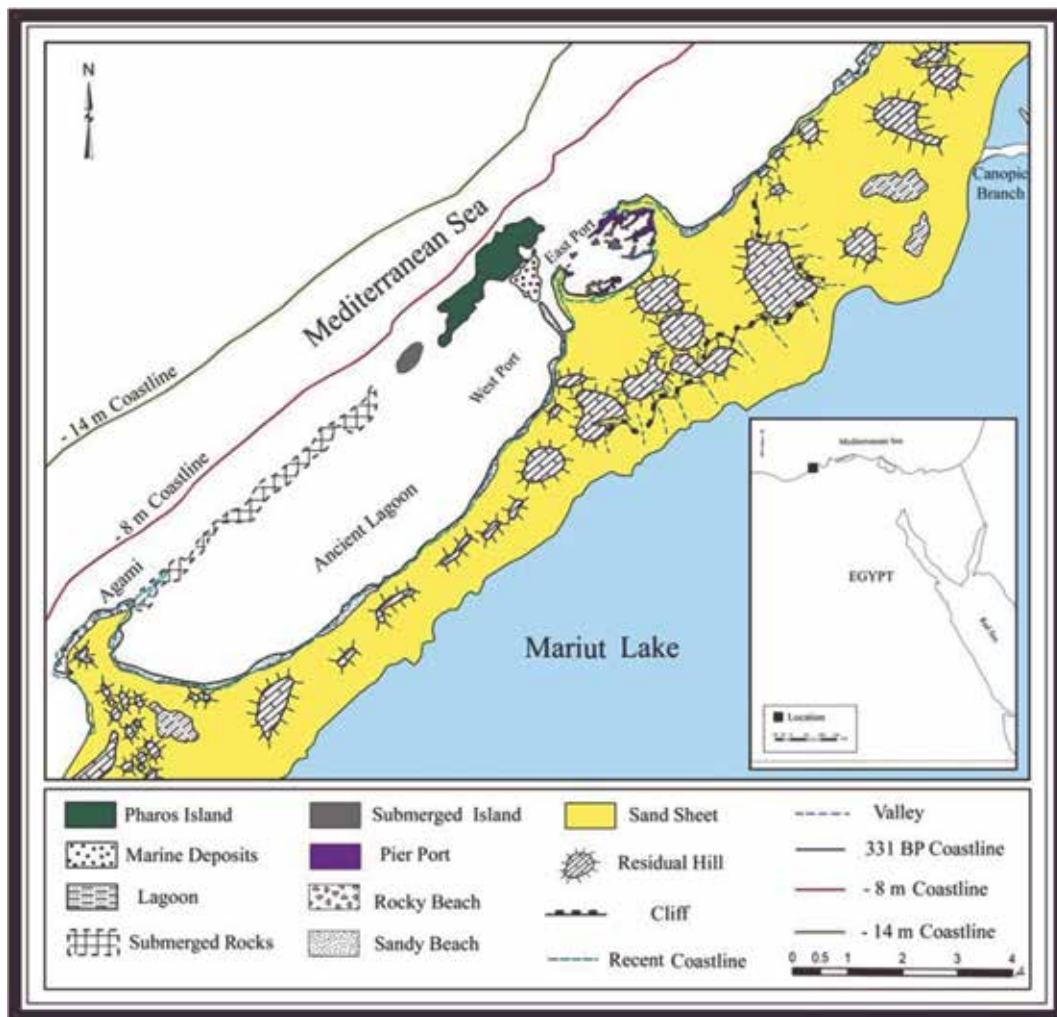 N
Canopic
Branch
East Port
Mediterranean Sea
- 14 m Coastline
West Port
- 8 m Coastline
Ancient Lagoon
Agami
Mariut Lake
Mediterranean Sea
EGYPT
Red Sea
Location
Pharos Island
Submerged Island
Sand Sheet
Valley
Marine Deposits
Pier Port
Residual Hill
331 BP Coastline
Lagoon
Rocky Beach
Cliff
- 8 m Coastline
Submerged Rocks
Sandy Beach
Recent Coastline
- 14 m Coastline
0 0.5 1 2 3 4